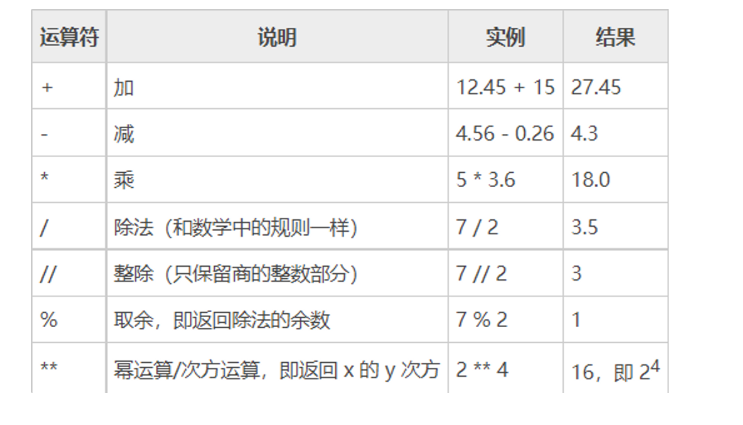 运算符 说明 实例 结果
+ 加 12.45 + 15 27.45
- 减 4.56 - 0.26 4.3
* 乘 5 * 3.6 18.0
/ 除法（和数学中的规则一样） 7 / 2 3.5
// 整除（只保留商的整数部分） 7 // 2 3
% 取余，即返回除法的余数 7 % 2 1
** 幂运算/次方运算，即返回 x 的 y 次方 2 ** 4 16，即 2⁴